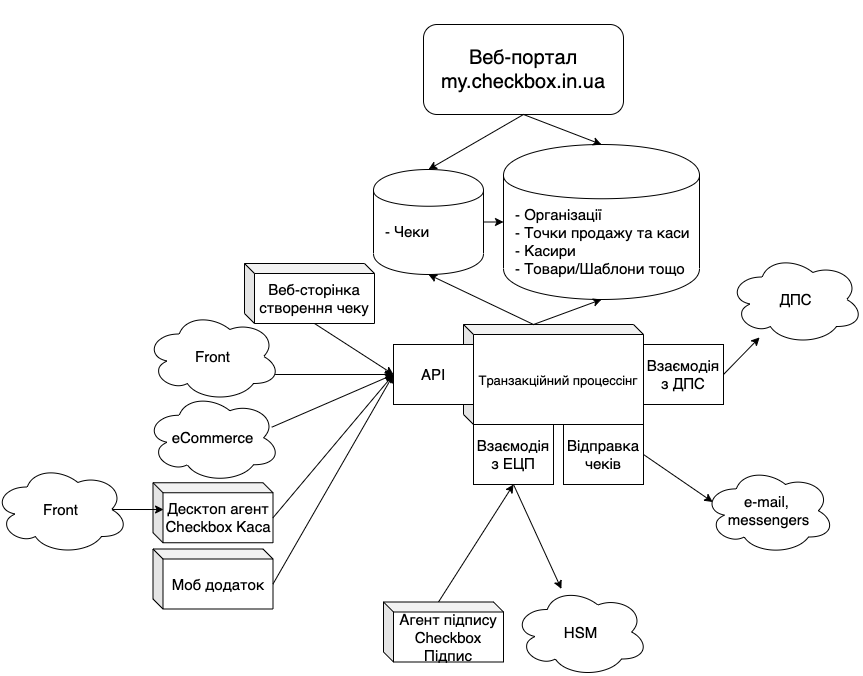 Веб-портал
my.checkbox.in.ua
- Чеки
- Організації
- Точки продажу та каси
- Касири
- Товари/Шаблони тощо
Веб-сторінка
створення чеку
ДПС
Front
API
Транзакційний процессінг
Взаємодія
з ДПС
eCommerce
Взаємодія
з ЕЦП
Відправка
чеків
Front
Десктоп агент
Checkbox Каса
e-mail,
messengers
Моб додаток
Агент підпису
Checkbox
Підпис
HSM